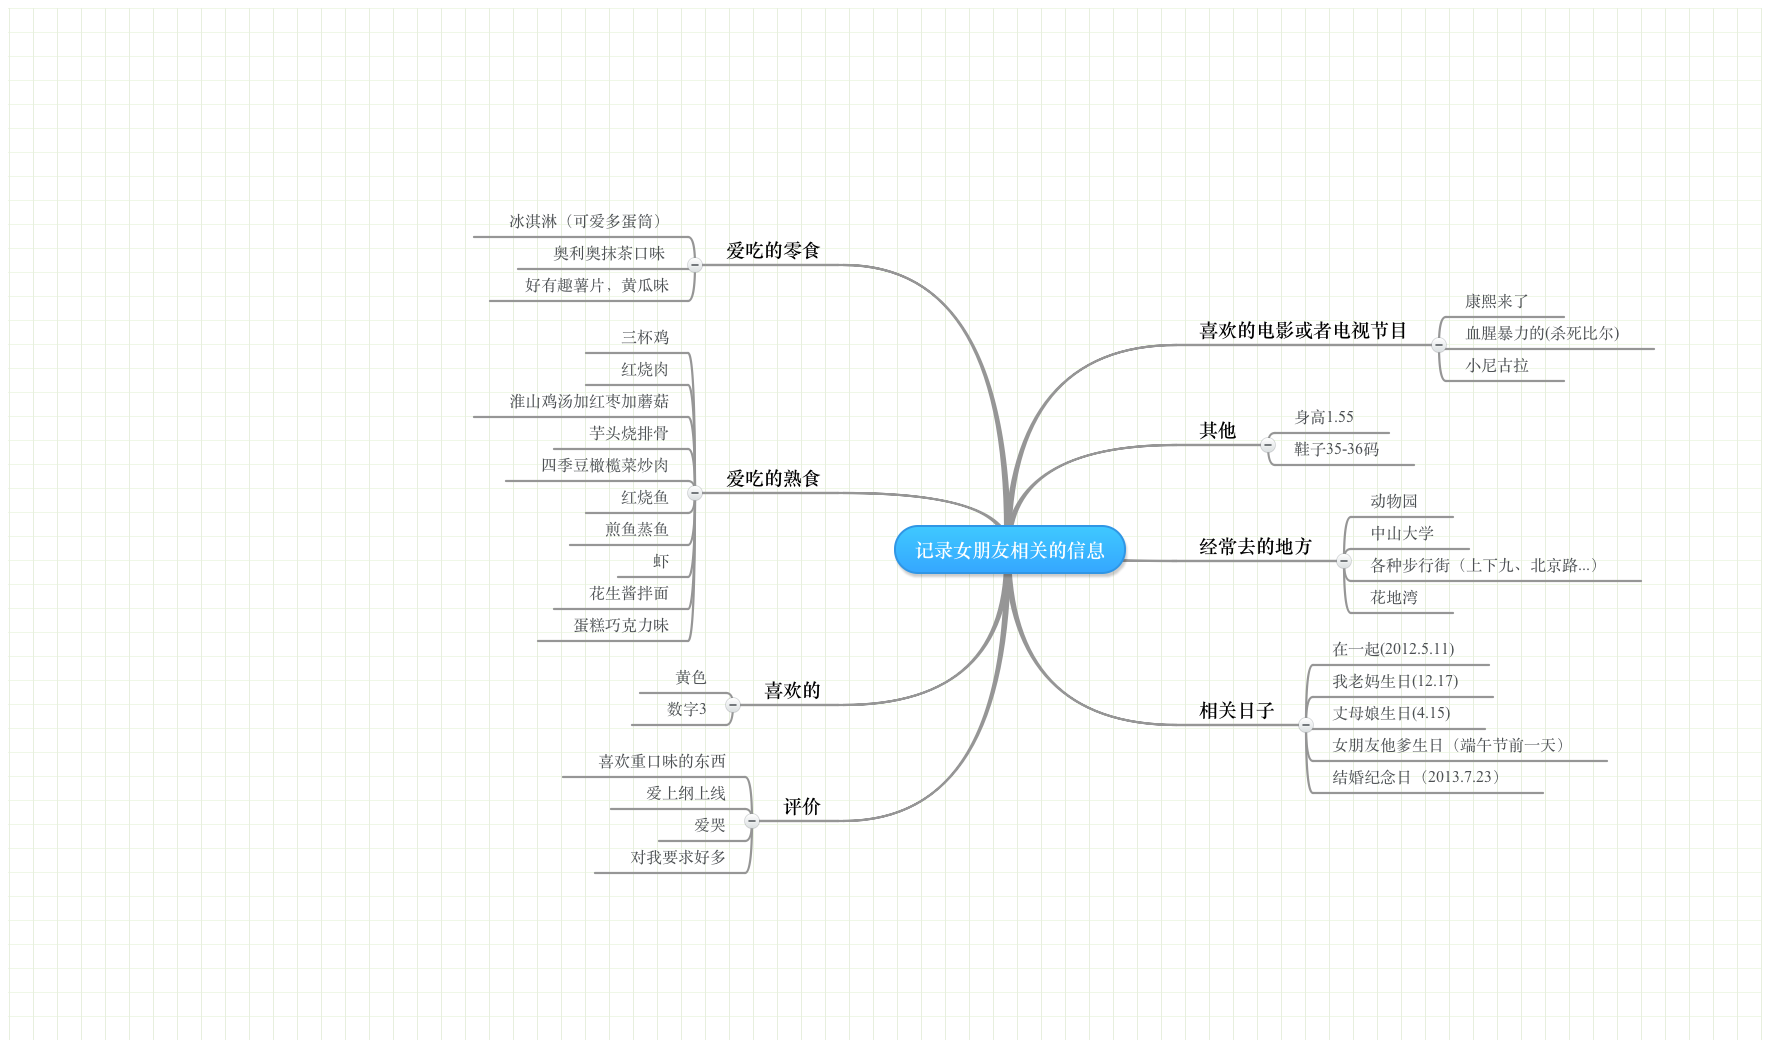 记录女朋友相关的信息
爱吃的零食
冰淇淋（可爱多蛋筒）
奥利奥抹茶口味
好有趣薯片，黄瓜味
爱吃的熟食
三杯鸡
红烧肉
淮山鸡汤加红枣加蘑菇
芋头烧排骨
四季豆橄榄菜炒肉
红烧鱼
煎鱼蒸鱼
虾
花生酱拌面
蛋糕巧克力味
喜欢的
黄色
数字3
评价
喜欢重口味的东西
爱上纲上线
爱哭
对我要求好多
喜欢的电影或者电视节目
康熙来了
血腥暴力的(杀死比尔)
小尼古拉
其他
身高1.55
鞋子35-36码
经常去的地方
动物园
中山大学
各种步行街（上下九、北京路...）
花地湾
相关日子
在一起(2012.5.11)
我老妈生日(12.17)
丈母娘生日(4.15)
女朋友他爹生日（端午节前一天）
结婚纪念日（2013.7.23）